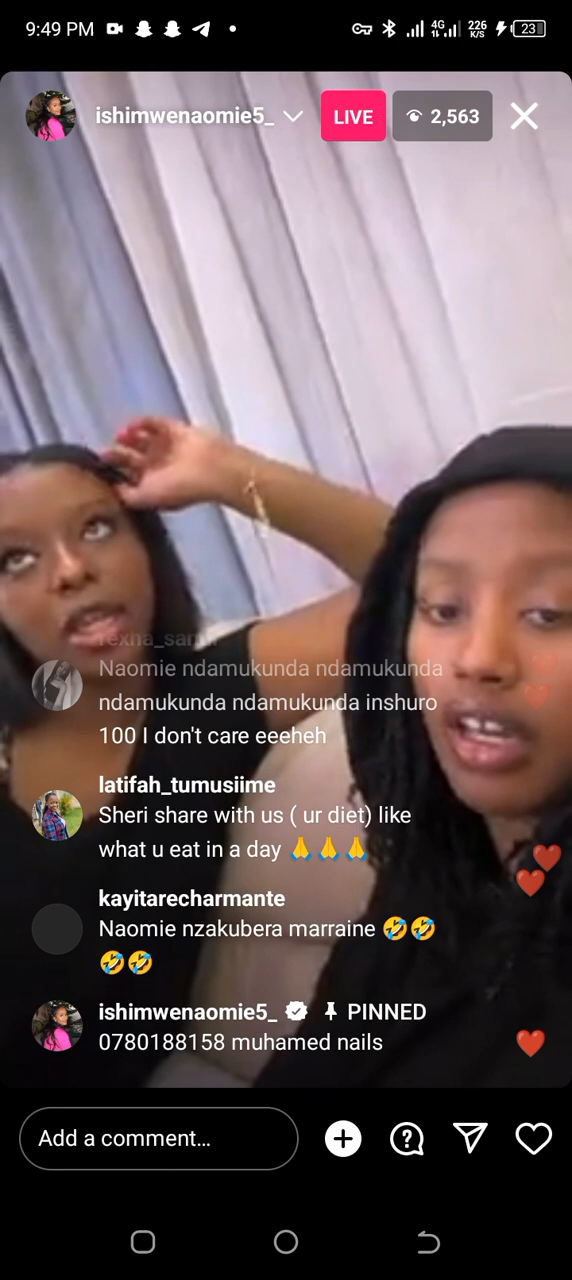 9:49 PM
4G
226
K/S
23
ishimwenaomie5_
LIVE
2,563
Naomie ndamukunda ndamukunda
ndamukunda ndamukunda inshuro
100 I don't care eeeheh
latifah_tumusiime
Sheri share with us ( ur diet) like
what u eat in a day 🙏🙏🙏
kayitarecharmante
Naomie nzakubera marraine 🤣🤣
🤣🤣
ishimwenaomie5_ PINNED
0780188158 muhamed nails
Add a comment...